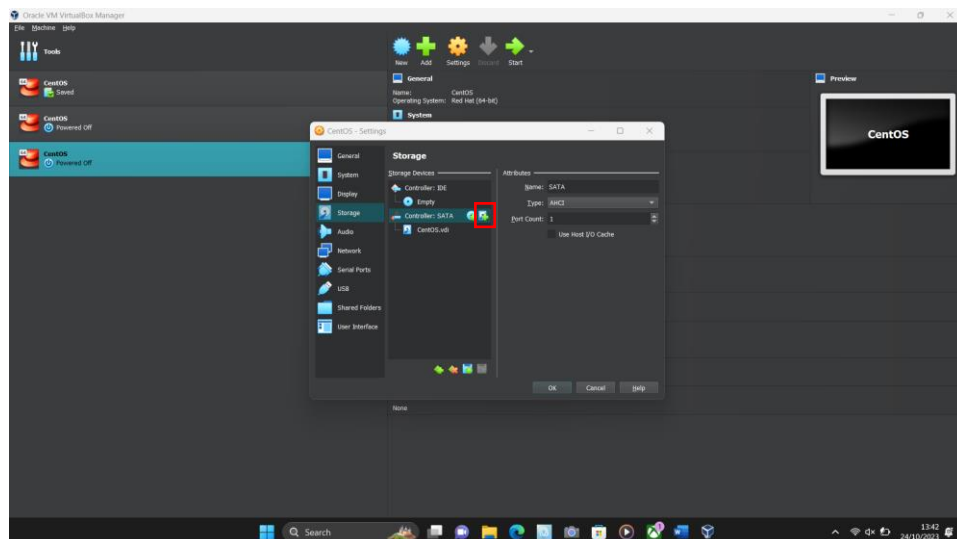 Oracle VM VirtualBox Manager
File Machine Help
Tools
New Add Settings Discard Start
CentOS
Saved
CentOS
Powered Off
CentOS
Powered Off
General
Name: CentOS
Operating System: Red Hat (64-bit)
System
Preview
CentOS
CentOS - Settings
General
System
Display
Storage
Audio
Network
Serial Ports
USB
Shared Folders
User Interface
Storage
Storage Devices
Controller: IDE
Empty
Controller: SATA
CentOS.vdi
Attributes
Name: SATA
Type: AHCI
Port Count: 1
Use Host I/O Cache
OK Cancel Help
None
Search
13:42
24/10/2023